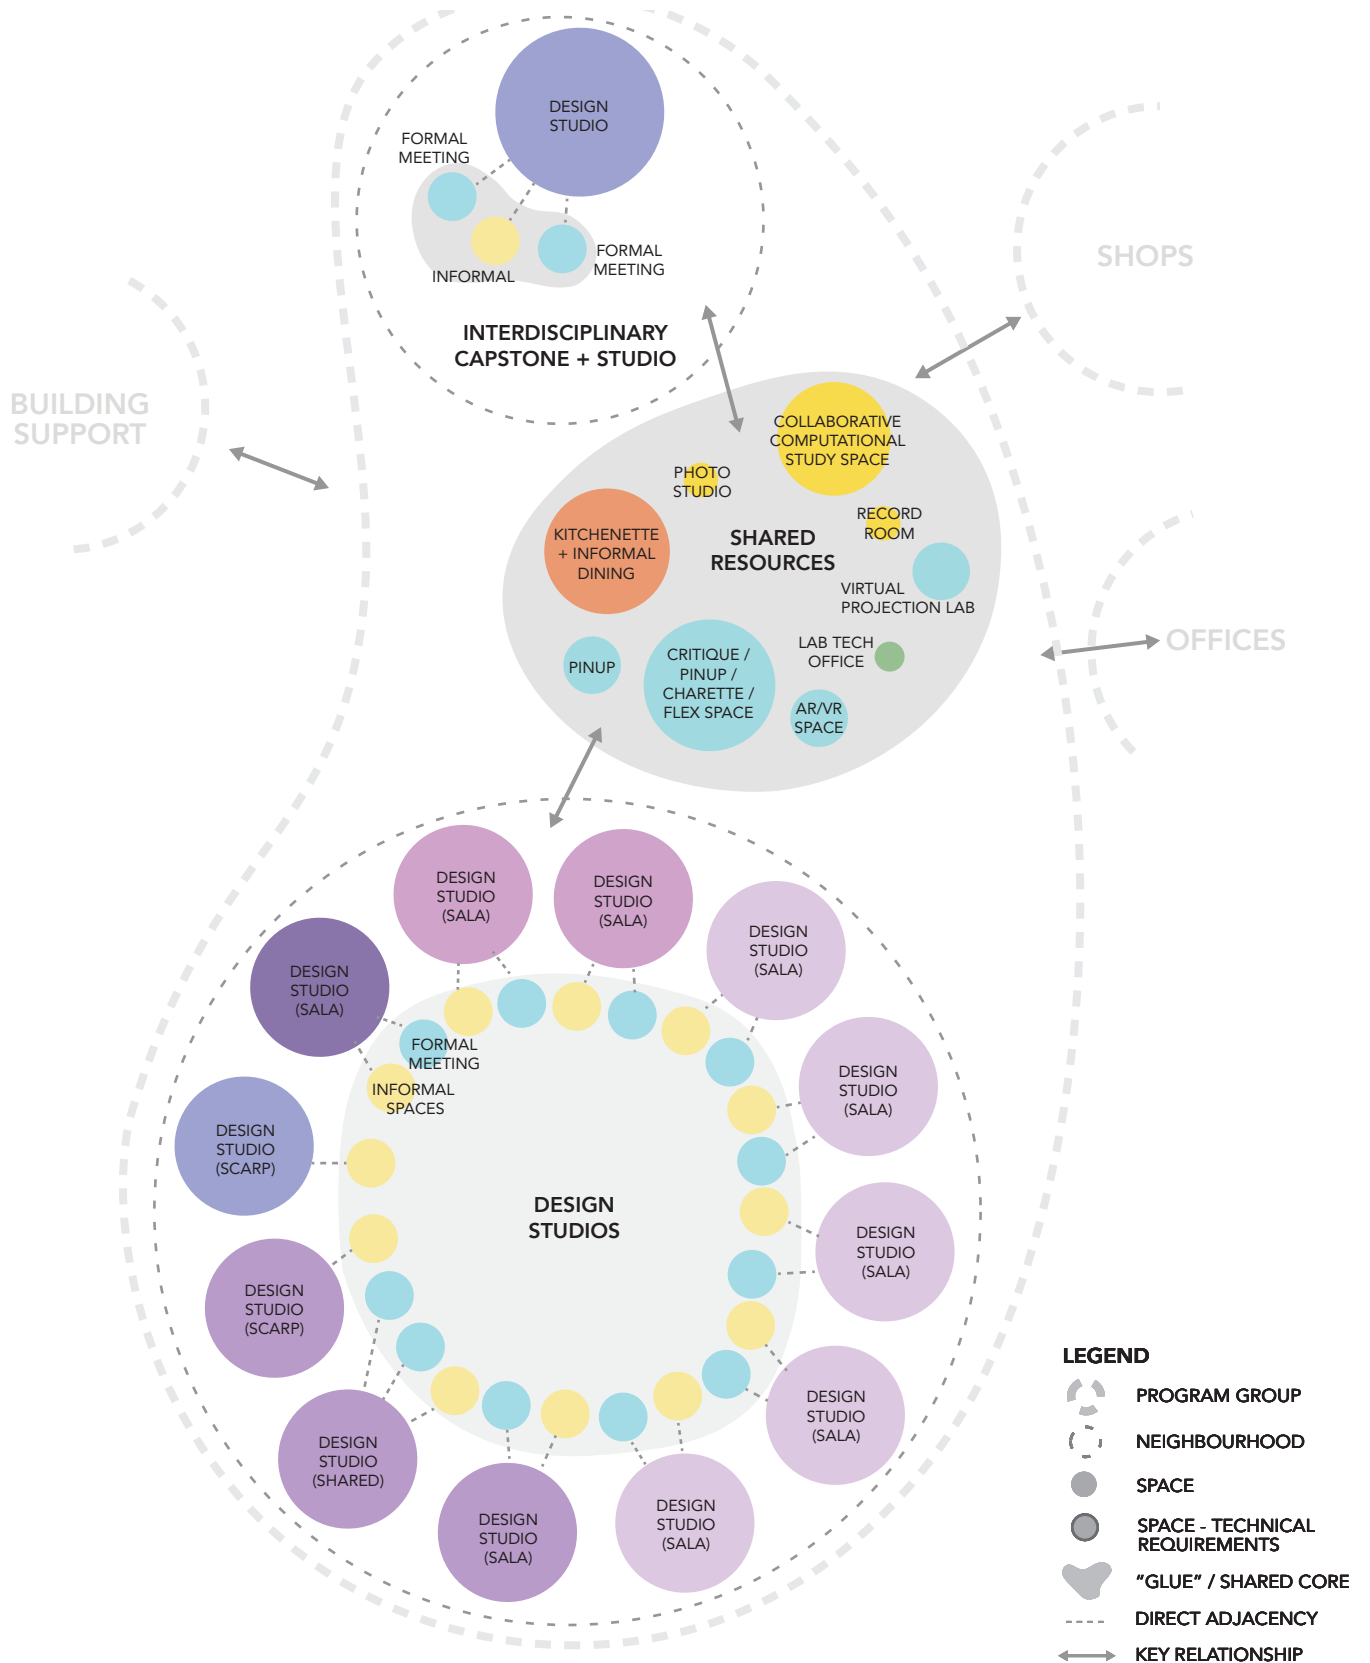 DESIGN
STUDIO
FORMAL
MEETING
INFORMAL
FORMAL
MEETING
INTERDISCIPLINARY
CAPSTONE + STUDIO
SHOPS
BUILDING
SUPPORT
COLLABORATIVE
COMPUTATIONAL
STUDY SPACE
PHOTO
STUDIO
RECORD
ROOM
KITCHENETTE
+ INFORMAL
DINING
SHARED
RESOURCES
VIRTUAL
PROJECTION LAB
LAB TECH
OFFICE
OFFICES
PINUP
CRITIQUE /
PINUP /
CHARETTE /
FLEX SPACE
AR/VR
SPACE
DESIGN
STUDIO
(SALA)
DESIGN
STUDIO
(SALA)
DESIGN
STUDIO
(SALA)
DESIGN
STUDIO
(SALA)
FORMAL
MEETING
INFORMAL
SPACES
DESIGN
STUDIO
(SALA)
DESIGN
STUDIO
(SCARP)
DESIGN
STUDIOS
DESIGN
STUDIO
(SALA)
DESIGN
STUDIO
(SCARP)
DESIGN
STUDIO
(SALA)
DESIGN
STUDIO
(SHARED)
DESIGN
STUDIO
(SALA)
DESIGN
STUDIO
(SALA)
LEGEND
PROGRAM GROUP
NEIGHBOURHOOD
SPACE
SPACE - TECHNICAL
REQUIREMENTS
"GLUE" / SHARED CORE
DIRECT ADJACENCY
KEY RELATIONSHIP